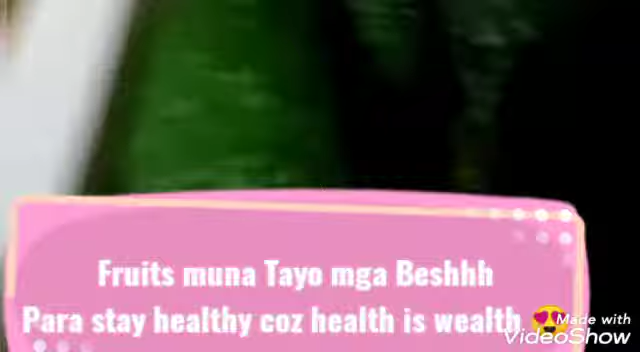 Fruits muna Tayo mga Beshhh
Para stay healthy coz health is wealth 😍
Made with
VideoShow